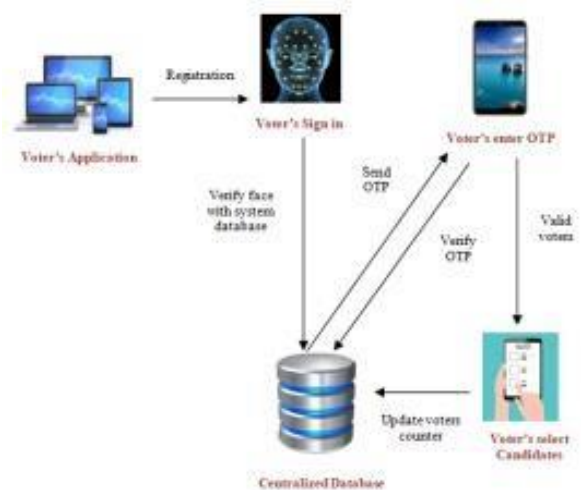 Registration
Voter's Application
Voter's Sign in
Voter's enter OTP
Verify face
with system
database
Send
OTP
Verify
OTP
Valid
voters
Update voters
counter
Voter's select
Candidates
Centralized Database